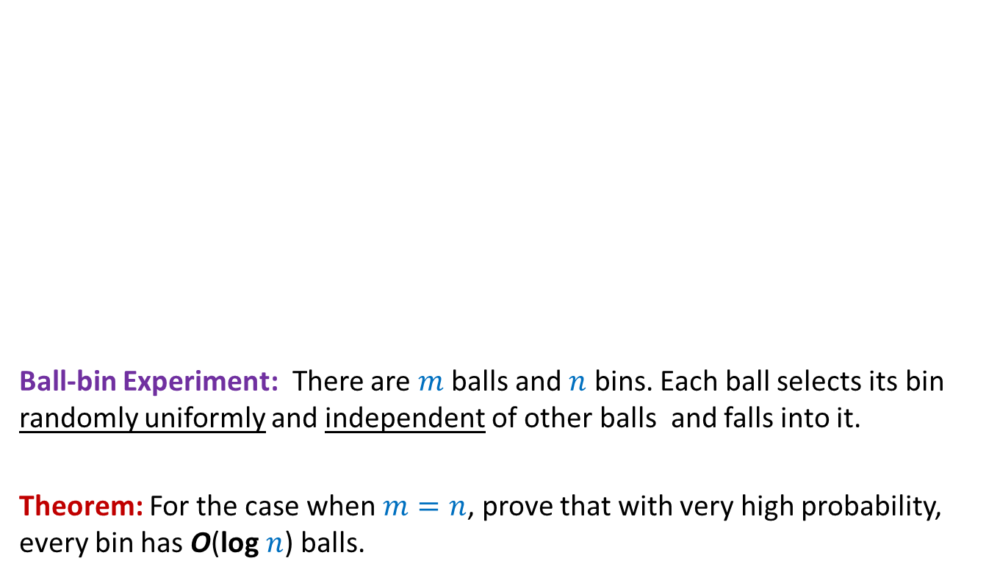 Ball-bin Experiment: There are m balls and n bins. Each ball selects its bin
randomly uniformly and independent of other balls and falls into it.
Theorem: For the case when m = n, prove that with very high probability,
every bin has O(log n) balls.